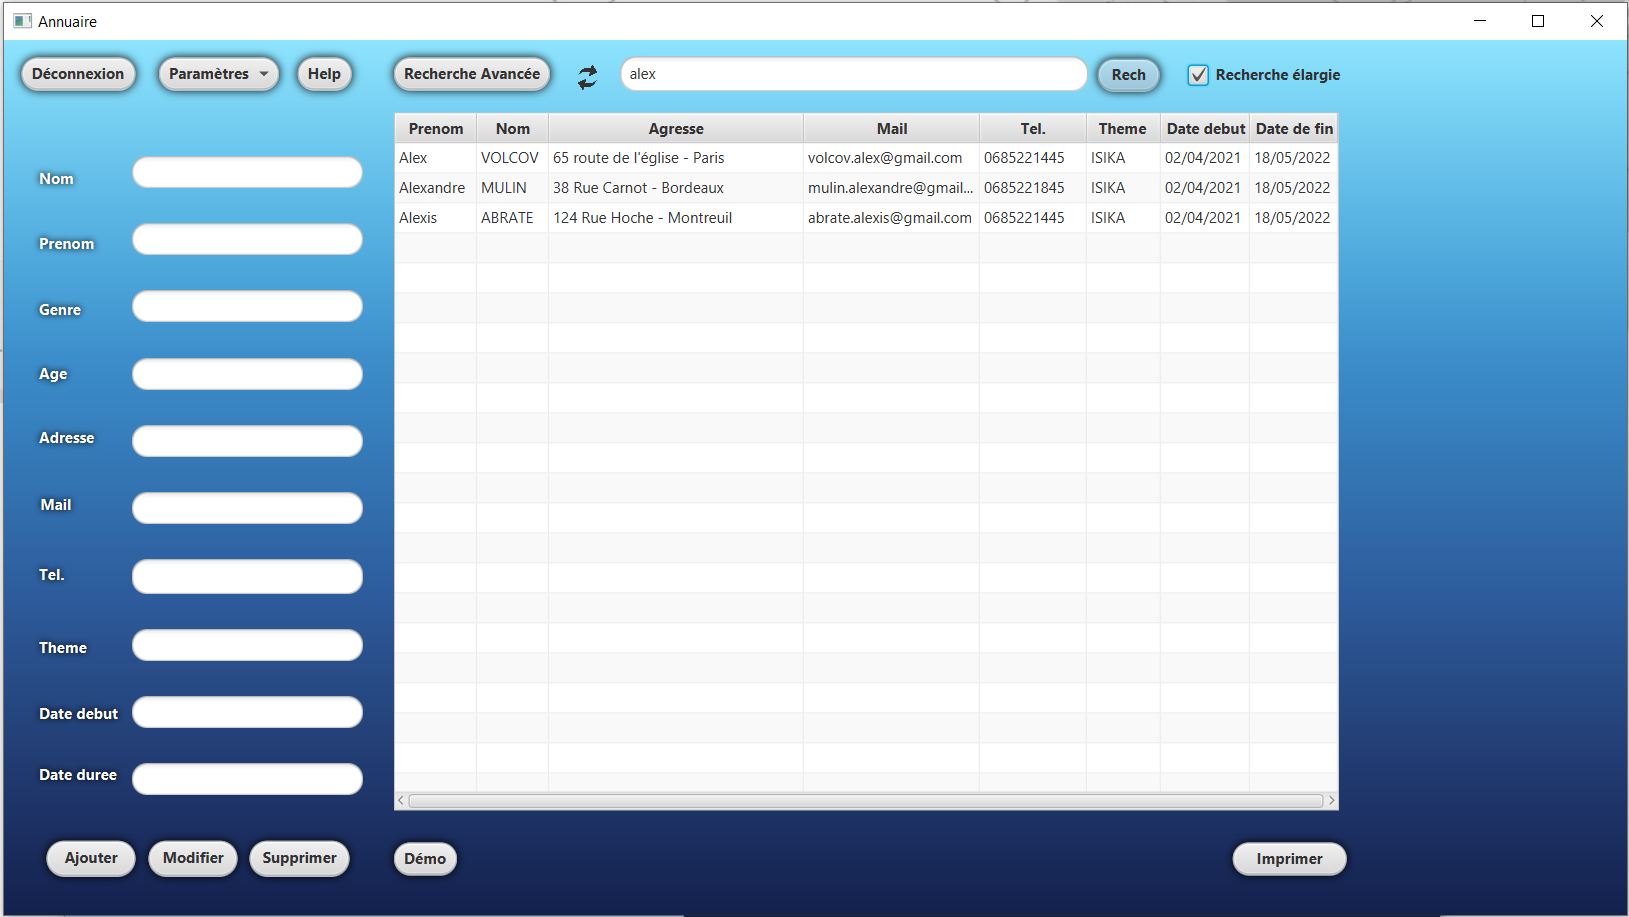 Annuaire
Déconnexion Paramètres Help Recherche Avancée alex Rech Recherche élargie
Prenom Nom Agresse Mail Tel. Theme Date debut Date de fin
Alex VOLCOV 65 route de l'église - Paris volcov.alex@gmail.com 0685221445 ISIKA 02/04/2021 18/05/2022
Alexandre MULIN 38 Rue Carnot - Bordeaux mulin.alexandre@gmail... 0685221845 ISIKA 02/04/2021 18/05/2022
Alexis ABRATE 124 Rue Hoche - Montreuil abrate.alexis@gmail.com 0685221445 ISIKA 02/04/2021 18/05/2022
Nom
Prenom
Genre
Age
Adresse
Mail
Tel.
Theme
Date debut
Date duree
Ajouter Modifier Supprimer Démo Imprimer